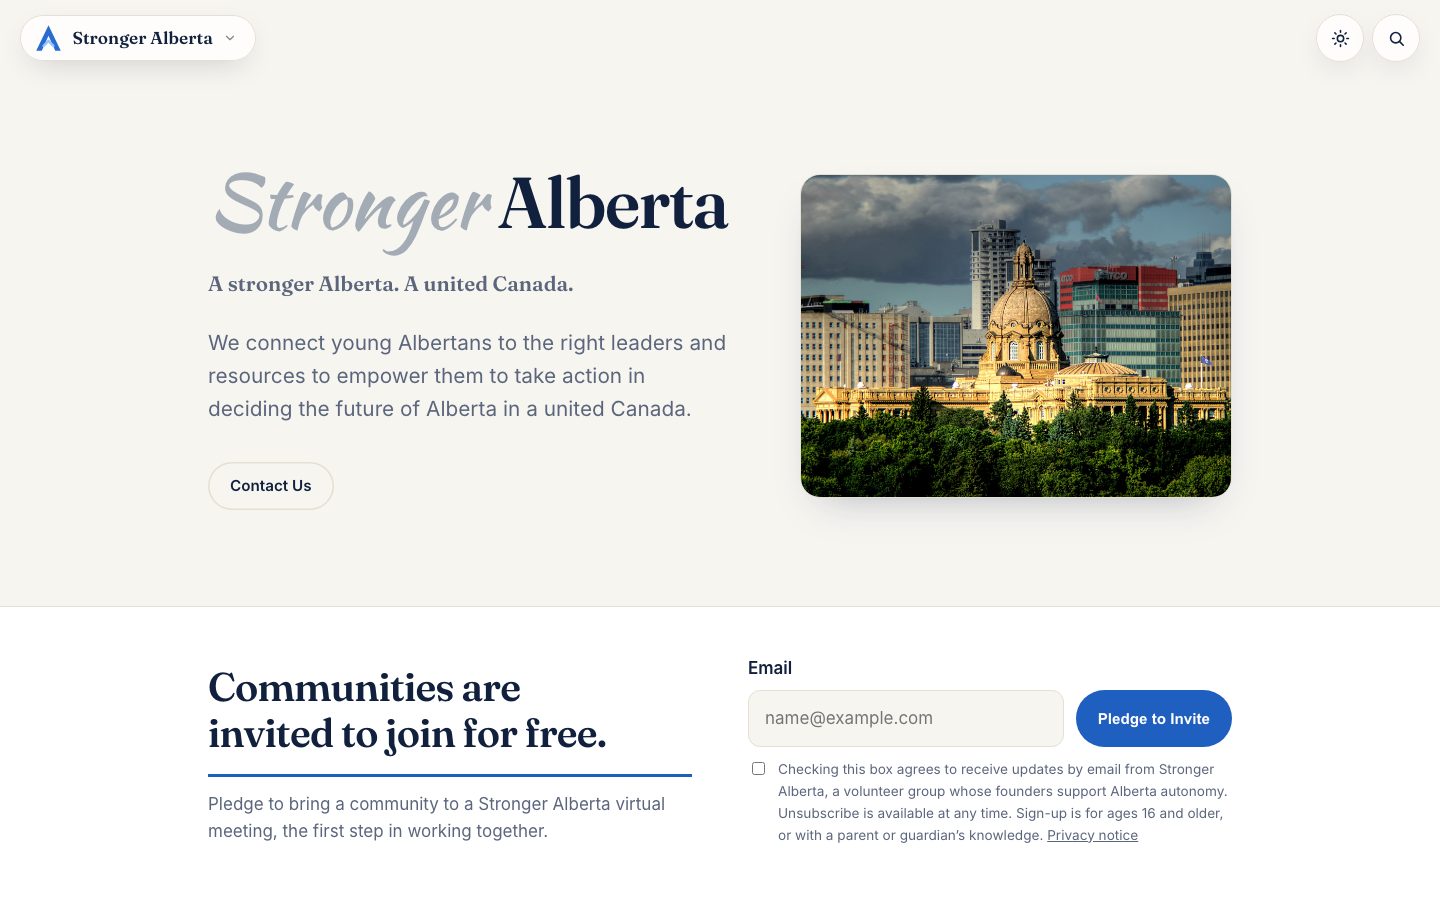 Stronger Alberta
Stronger Alberta
A stronger Alberta. A united Canada.
We connect young Albertans to the right leaders and
resources to empower them to take action in
deciding the future of Alberta in a united Canada.
Contact Us
ATCO
Communities are
invited to join for free.
Pledge to bring a community to a Stronger Alberta virtual
meeting, the first step in working together.
Email
name@example.com
Pledge to Invite
Checking this box agrees to receive updates by email from Stronger
Alberta, a volunteer group whose founders support Alberta autonomy.
Unsubscribe is available at any time. Sign-up is for ages 16 and older,
or with a parent or guardian’s knowledge. Privacy notice